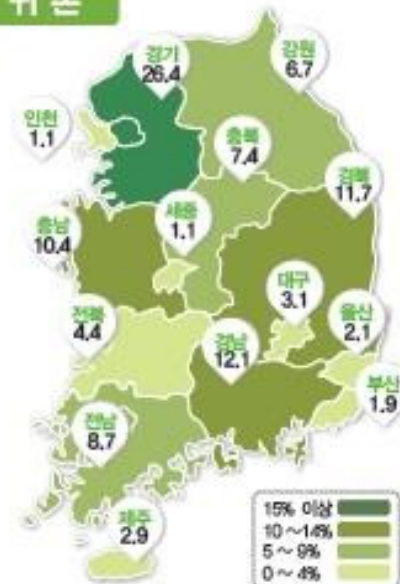 귀촌
경기
26.4
강원
6.7
인천
1.1
충북
7.4
경북
11.7
충남
10.4
세종
1.1
대구
3.1
울산
2.1
전북
4.4
경남
12.1
부산
1.9
전남
8.7
제주
2.9
15% 이상
10 ~14%
5 ~ 9%
0 ~ 4%